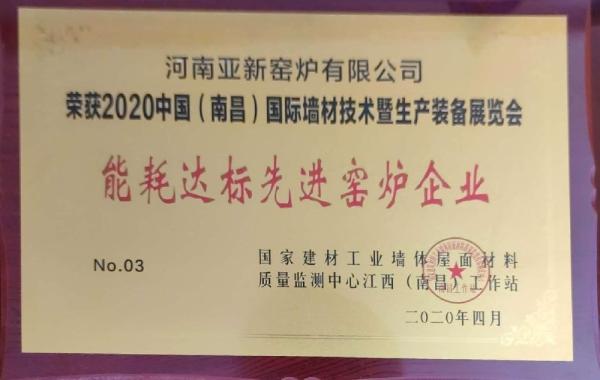 河南亚新窑炉有限公司
荣获2020中国（南昌）国际墙材技术暨生产装备展览会
能耗达标先进窑炉企业
No.03
国家建材工业墙体屋面材料
质量监测中心江西（南昌）工作站
二〇二〇年四月